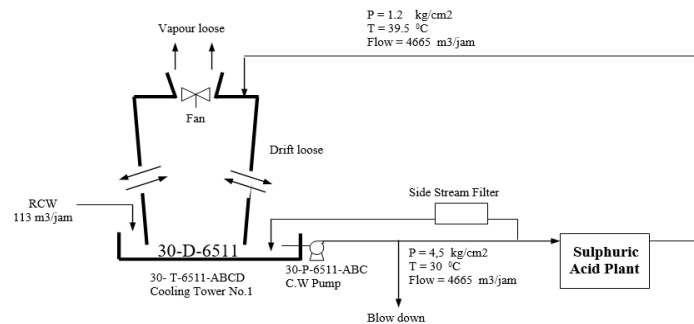 P = 1.2 kg/cm2
T = 39.5 ⁰C
Flow = 4665 m3/jam
Vapour loose
Fan
Drift loose
RCW
113 m3/jam
Side Stream Filter
30-D-6511
30- T-6511-ABCD
Cooling Tower No.1
30-P-6511-ABC
C.W Pump
P = 4,5 kg/cm2
T = 30 ⁰C
Flow = 4665 m3/jam
Sulphuric
Acid Plant
Blow down